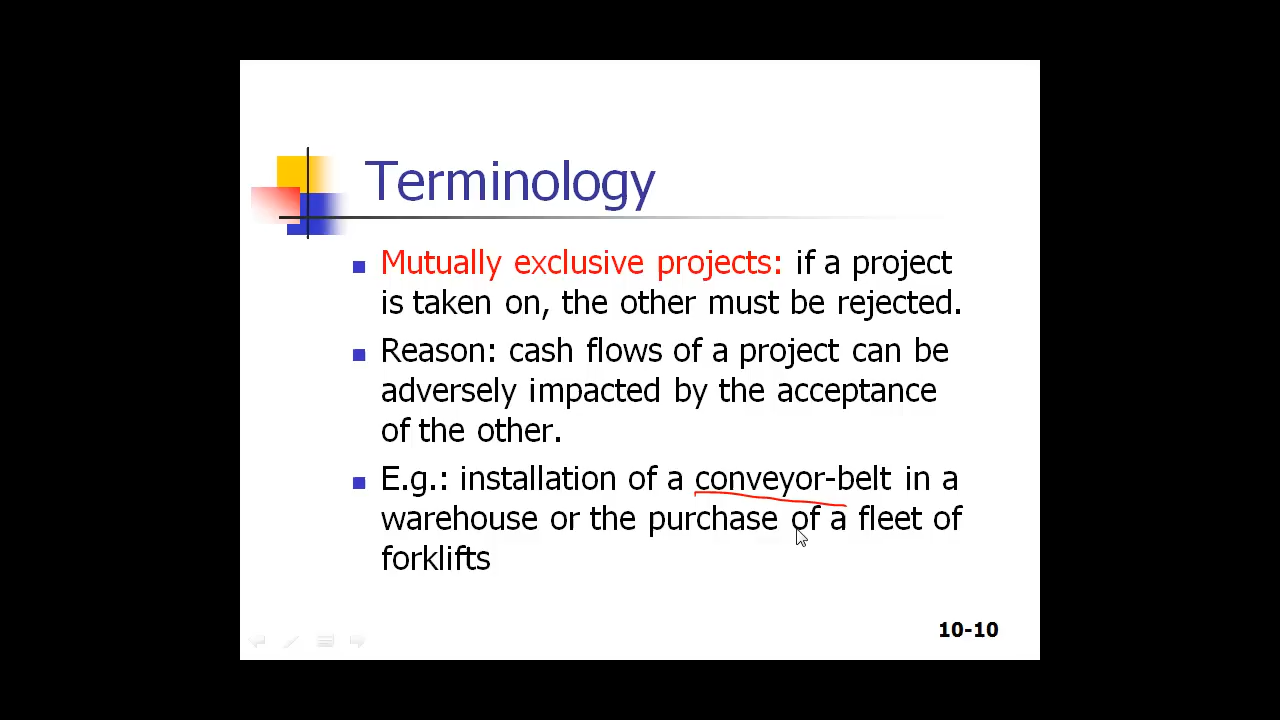 Terminology
Mutually exclusive projects: if a project
is taken on, the other must be rejected.
Reason: cash flows of a project can be
adversely impacted by the acceptance
of the other.
E.g.: installation of a conveyor-belt in a
warehouse or the purchase of a fleet of
forklifts
10-10